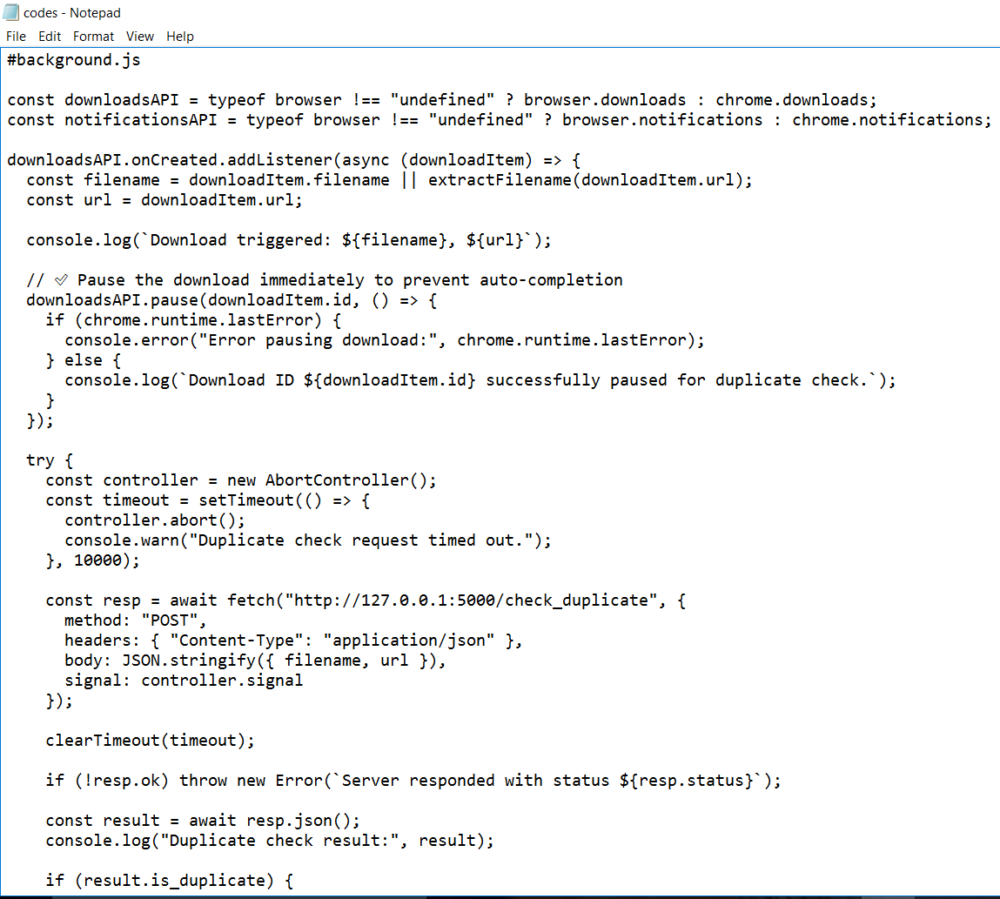 codes - Notepad
File Edit Format View Help
#background.js

const downloadsAPI = typeof browser !== "undefined" ? browser.downloads : chrome.downloads;
const notificationsAPI = typeof browser !== "undefined" ? browser.notifications : chrome.notifications;

downloadsAPI.onCreated.addListener(async (downloadItem) => {
  const filename = downloadItem.filename || extractFilename(downloadItem.url);
  const url = downloadItem.url;

  console.log(`Download triggered: ${filename}, ${url}`);

  // ✅ Pause the download immediately to prevent auto-completion
  downloadsAPI.pause(downloadItem.id, () => {
    if (chrome.runtime.lastError) {
      console.error("Error pausing download:", chrome.runtime.lastError);
    } else {
      console.log(`Download ID ${downloadItem.id} successfully paused for duplicate check.`);
    }
  });

  try {
    const controller = new AbortController();
    const timeout = setTimeout(() => {
      controller.abort();
      console.warn("Duplicate check request timed out.");
    }, 10000);

    const resp = await fetch("http://127.0.0.1:5000/check_duplicate", {
      method: "POST",
      headers: { "Content-Type": "application/json" },
      body: JSON.stringify({ filename, url }),
      signal: controller.signal
    });

    clearTimeout(timeout);

    if (!resp.ok) throw new Error(`Server responded with status ${resp.status}`);

    const result = await resp.json();
    console.log("Duplicate check result:", result);

    if (result.is_duplicate) {